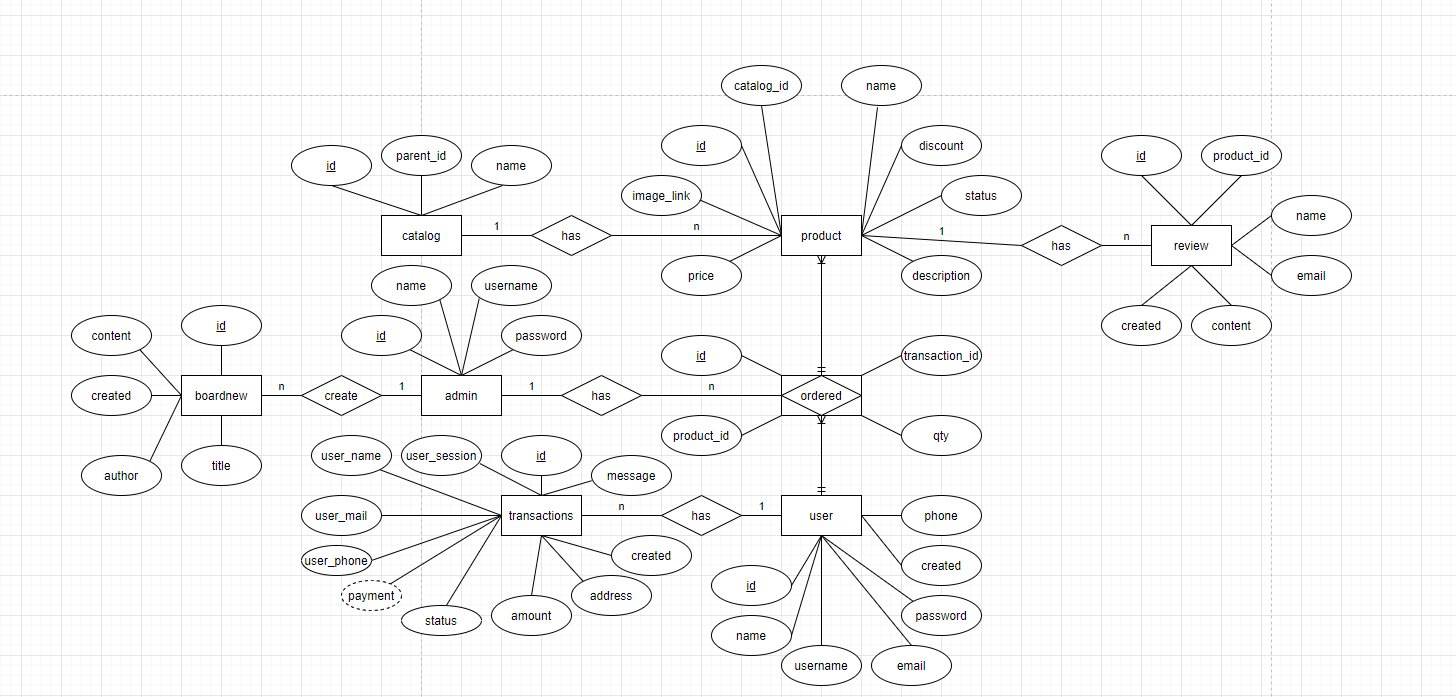 catalog_id
name
id
discount
id
parent_id
name
image_link
status
id
product_id
name
catalog
1
has
n
product
1
has
n
review
name
username
price
description
email
content
id
id
password
created
content
id
transaction_id
created
boardnew
n
create
1
admin
1
has
n
ordered
author
title
user_name
user_session
id
message
product_id
qty
user_mail
transactions
n
has
1
user
phone
user_phone
created
created
payment
address
id
status
amount
name
password
username
email